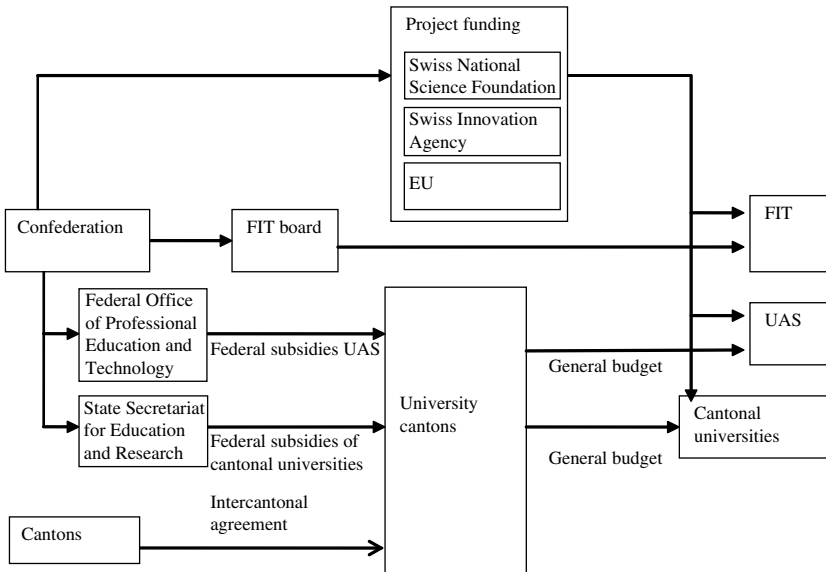 Project funding
Swiss National
Science Foundation
Swiss Innovation
Agency
EU
Confederation
FIT board
FIT
Federal Office
of Professional
Education and
Technology
Federal subsidies UAS
UAS
General budget
State Secretariat
for Education
and Research
Federal subsidies of
cantonal universities
University
cantons
Cantonal
universities
General budget
Intercantonal
agreement
Cantons